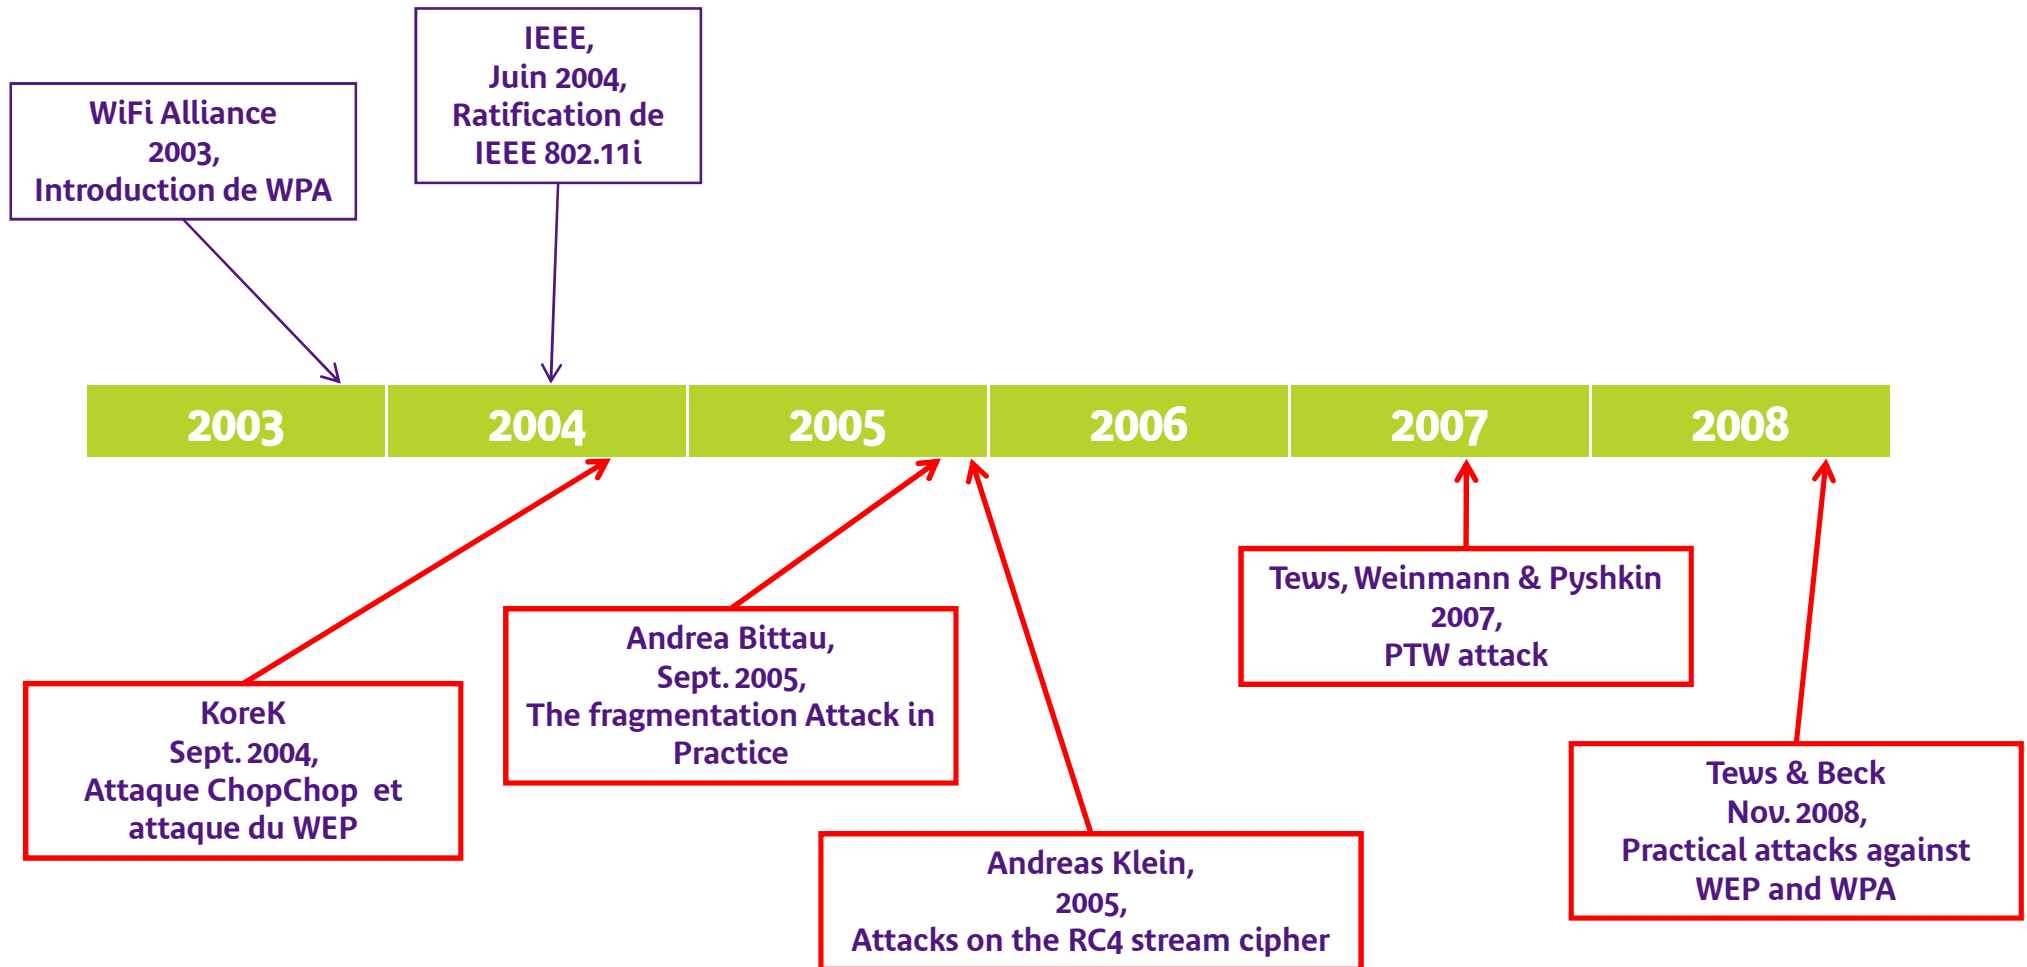 WiFi Alliance
2003,
Introduction de WPA
IEEE,
Juin 2004,
Ratification de
IEEE 802.11i
2003
2004
2005
2006
2007
2008
KoreK
Sept. 2004,
Attaque ChopChop et
attaque du WEP
Andrea Bittau,
Sept. 2005,
The fragmentation Attack in
Practice
Andreas Klein,
2005,
Attacks on the RC4 stream cipher
Tews, Weinmann & Pyshkin
2007,
PTW attack
Tews & Beck
Nov. 2008,
Practical attacks against
WEP and WPA